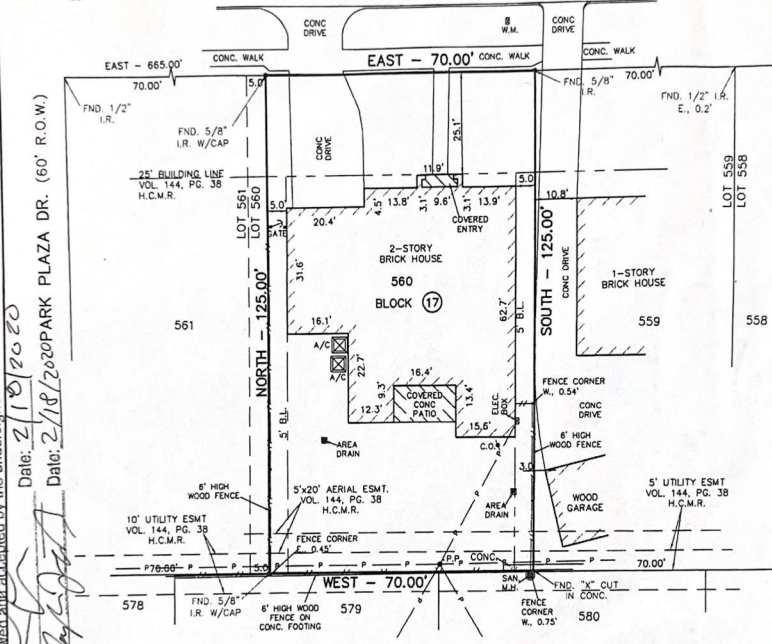 CONC
DRIVE
W.M.
CONC
DRIVE
EAST - 665.00'
CONC. WALK
EAST - 70.00'
CONC. WALK
CONC. WALK
70.00'
5.0'
FND. 5/8"
I.R.
70.00'
FND. 1/2"
I.R.
FND. 1/2" I.R.
E., 0.2'
FND. 5/8"
I.R. W/CAP
CONC
DRIVE
25.1'
25' BUILDING LINE
VOL. 144, PG. 38
H.C.M.R.
11.9'
5.0
LOT 561
LOT 560
LOT 559
LOT 558
5.0'
4.5'
13.8'
3.1'
9.6'
3.1'
13.9'
10.8'
GATE
20.4'
COVERED
ENTRY
2-STORY
BRICK HOUSE
560
BLOCK 17
31.6'
62.7'
5' B.L.
SOUTH - 125.00'
CONC DRIVE
1-STORY
BRICK HOUSE
561
559
558
NORTH - 125.00'
16.1'
A/C
A/C
22.7'
16.4'
9.3'
COVERED
CONC
PATIO
13.4'
12.3'
15.6'
ELEC.
BOX
FENCE CORNER
W., 0.54'
CONC
DRIVE
5' B.L.
AREA
DRAIN
C.O.
6' HIGH
WOOD FENCE
3.0
6' HIGH
WOOD FENCE
5'x20' AERIAL ESMT.
VOL. 144, PG. 38
H.C.M.R.
AREA
DRAIN
WOOD
GARAGE
5' UTILITY ESMT
VOL. 144, PG. 38
H.C.M.R.
10' UTILITY ESMT
VOL. 144, PG. 38
H.C.M.R.
FENCE CORNER
E., 0.45'
P.P.
CONC.
P
70.00'
5.0
WEST - 70.00'
SAN.
M.H.
70.00'
578
FND. 5/8"
I.R. W/CAP
6' HIGH WOOD
FENCE ON
CONC. FOOTING
579
FENCE
CORNER
W., 0.75'
FND. "X" CUT
IN CONC.
580
PARK PLAZA DR. (60' R.O.W.)
and accepted by the
Date: 2/18/2020
Date: 2/18/2020